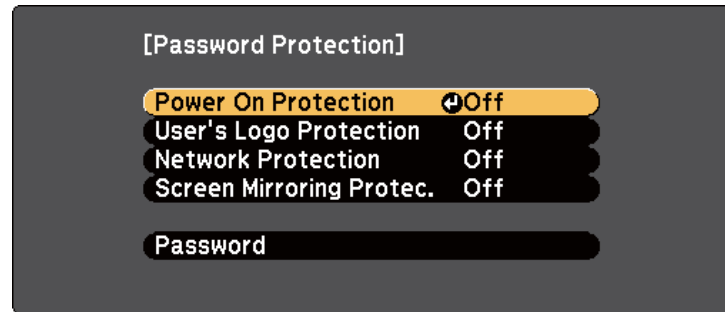 [Password Protection]
Power On Protection Off
User's Logo Protection Off
Network Protection Off
Screen Mirroring Protec. Off
Password